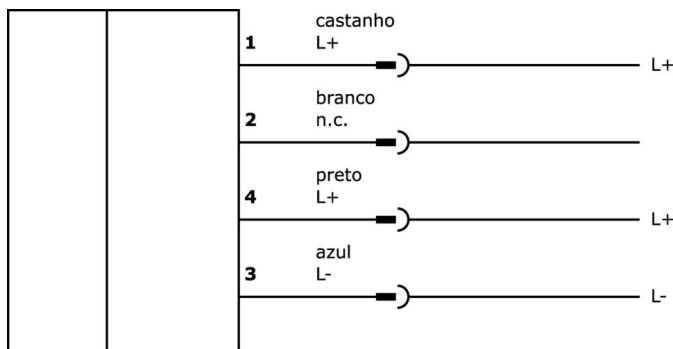 castanho
1 L+ L+
branco
2 n.c.
preto
4 L+ L+
azul
3 L- L-